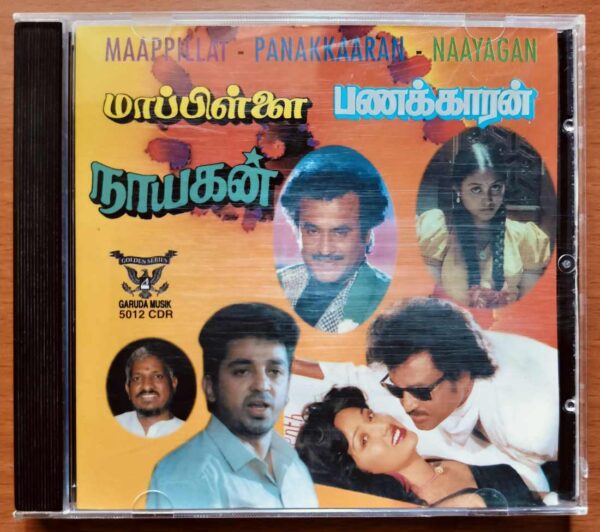 MAAPPILLAI - PANAKKAARAN - NAAYAGAN
மாப்பிள்ளை
பணக்காரன்
நாயகன்
GOLDEN SERIES
GARUDA MUSIK
5012 CDR